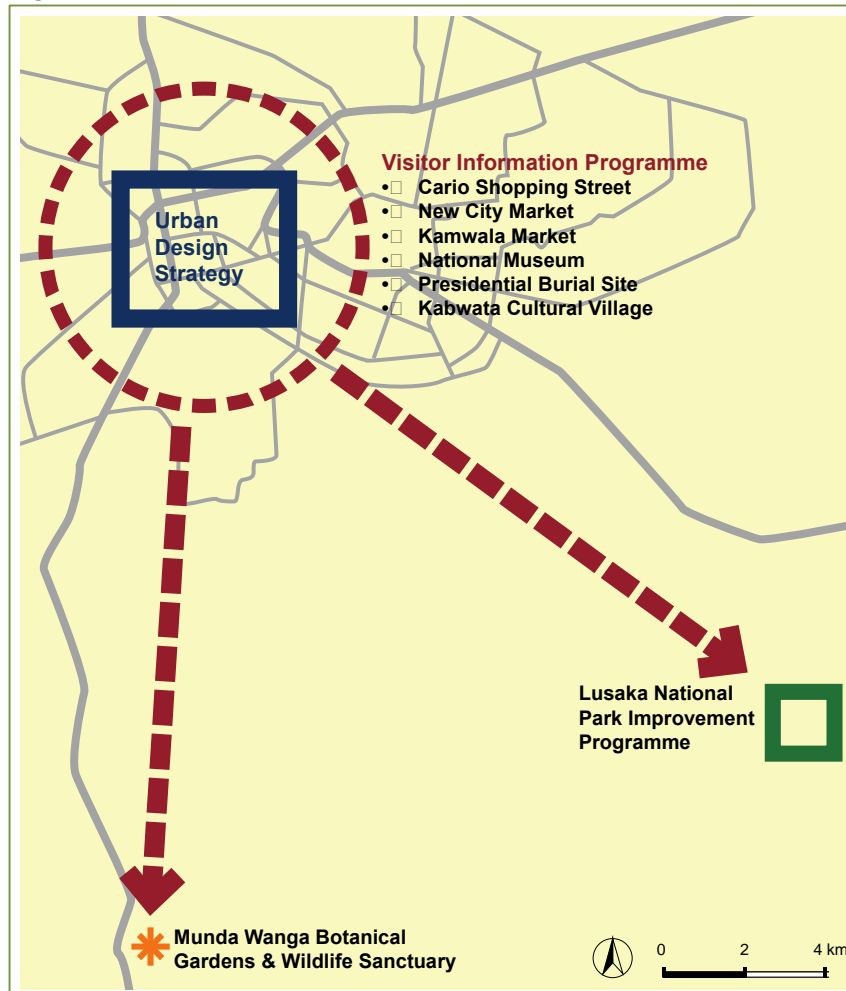 Visitor Information Programme
•□ Cario Shopping Street
•□ New City Market
•□ Kamwala Market
•□ National Museum
•□ Presidential Burial Site
•□ Kabwata Cultural Village
Urban
Design
Strategy
Lusaka National
Park Improvement
Programme
Munda Wanga Botanical
Gardens & Wildlife Sanctuary
0 2 4 km